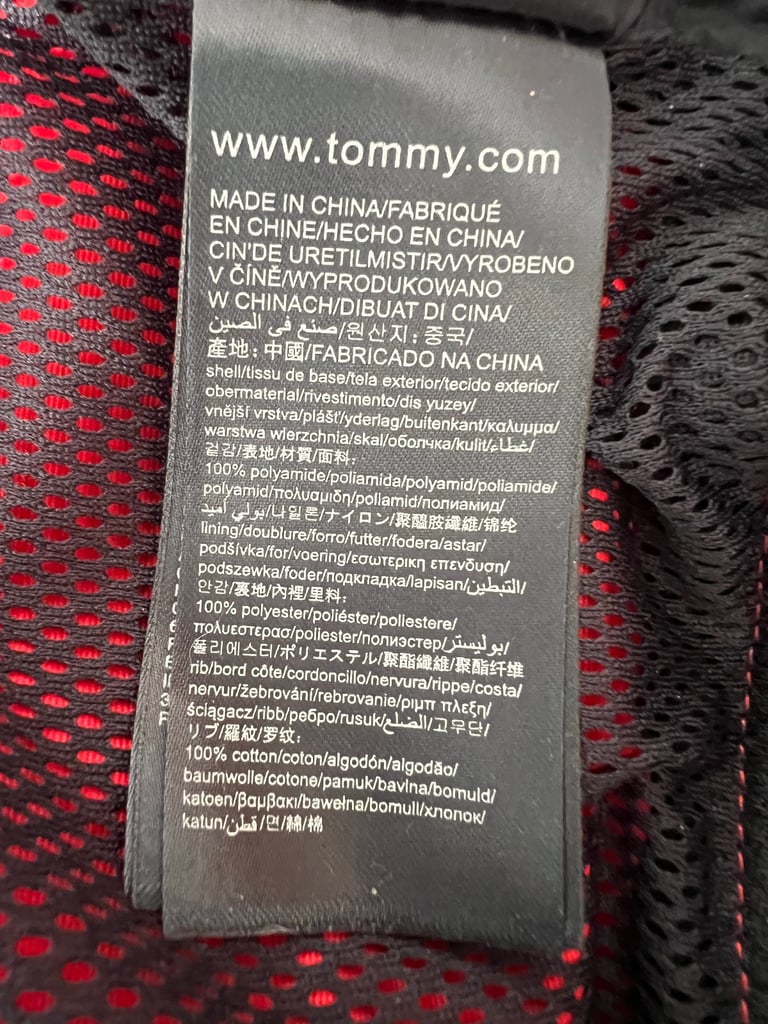 www.tommy.com
MADE IN CHINA/FABRIQUÉ
EN CHINE/HECHO EN CHINA/
CIN'DE URETILMISTIR/VYROBENO
V ČÍNĚ/WYPRODUKOWANO
W CHINACH/DIBUAT DI CINA/
صنع في الصين/원산지: 중국/
產地: 中國/FABRICADO NA CHINA
shell/tissu de base/tela exterior/tecido exterior/
obermaterial/rivestimento/dis yuzey/
vnější vrstva/plášť/yderlag/buitenkant/καλυμμα/
warstwa wierzchnia/skal/оболчка/kulit/غطاء/
겉감/表地/材質/面料:
100% polyamide/poliamida/polyamid/poliamide/
polyamid/πολυαμιδη/poliamid/полиамид/
بولي أميد/나일론/ナイロン/聚醯胺纖維/锦纶
lining/doublure/forro/futter/fodera/astar/
podšívka/for/voering/εσωτερικη επενδυση/
podszewka/foder/подкладка/lapisan/التبطين/
안감/裏地/內裡/里料:
100% polyester/poliéster/poliestere/
πολυεστερασ/poliester/полиэстер/بوليستر/
폴리에스터/ポリエステル/聚酯纖維/聚酯纤维
rib/bord côte/cordoncillo/nervura/rippe/costa/
nervyr/žebrování/rebrovanie/ριμπ πλεξη/
ściągacz/ribb/ребро/rusuk/الضلع/고무단/
リブ/羅紋/罗纹:
100% cotton/coton/algodón/algodão/
baumwolle/cotone/pamuk/bavlna/bomuld/
katoen/βαμβακι/bawełna/bomull/хлопок/
katun/قطن/면/綿/棉